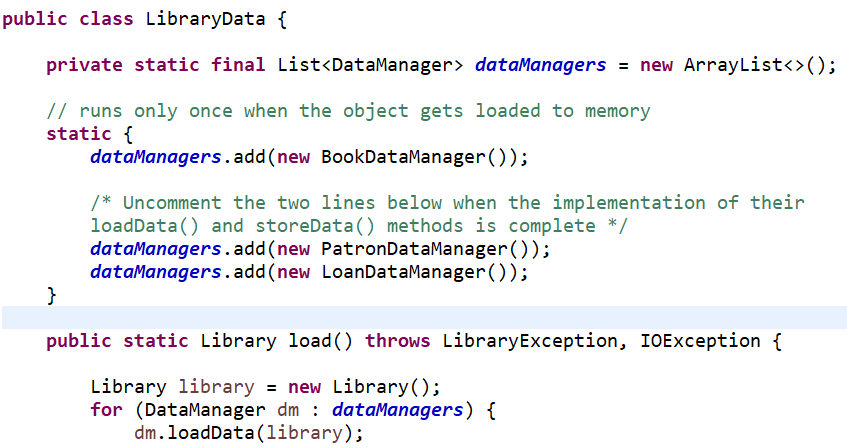 public class LibraryData {
private static final List<DataManager> dataManagers = new ArrayList<>();
// runs only once when the object gets loaded to memory
static {
dataManagers.add(new BookDataManager());
/* Uncomment the two lines below when the implementation of their
loadData() and storeData() methods is complete */
dataManagers.add(new PatronDataManager());
dataManagers.add(new LoanDataManager());
}
public static Library load() throws LibraryException, IOException {
Library library = new Library();
for (DataManager dm : dataManagers) {
dm.loadData(library);